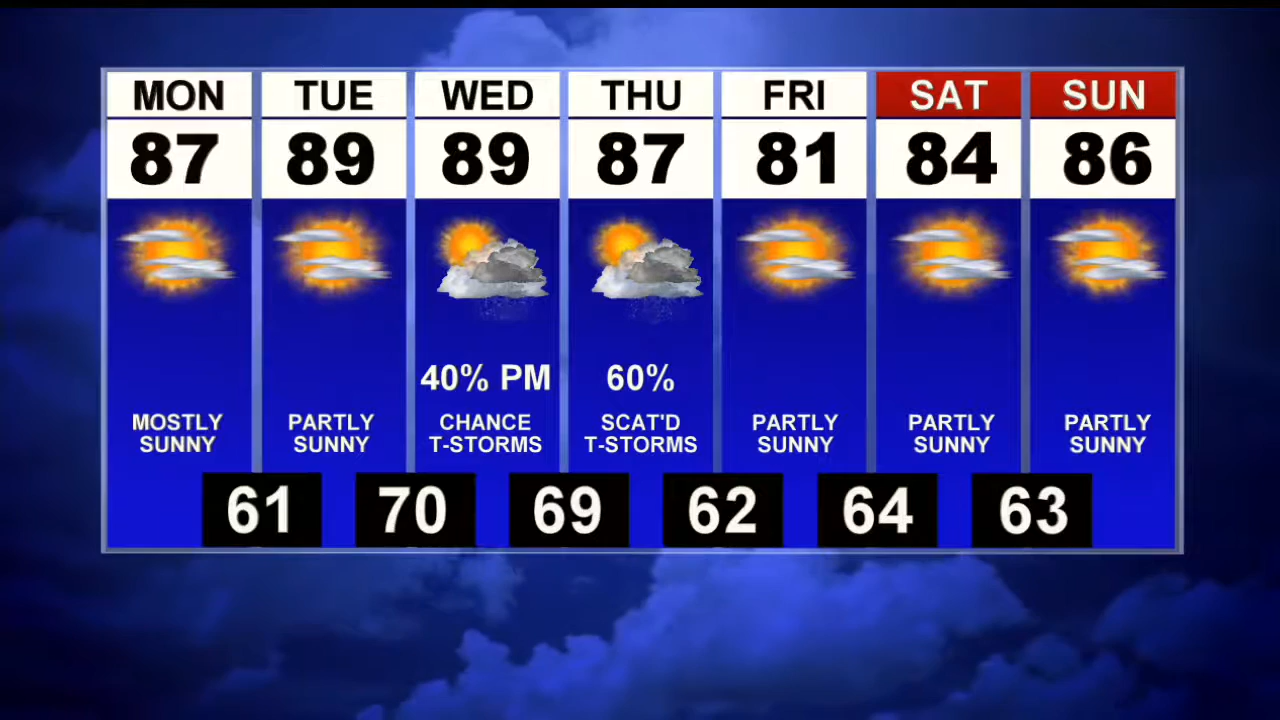 MON TUE WED THU FRI SAT SUN
87 89 89 87 81 84 86
40% PM 60%
MOSTLY PARTLY CHANCE SCAT'D PARTLY PARTLY PARTLY
SUNNY SUNNY T-STORMS T-STORMS SUNNY SUNNY SUNNY
61 70 69 62 64 63